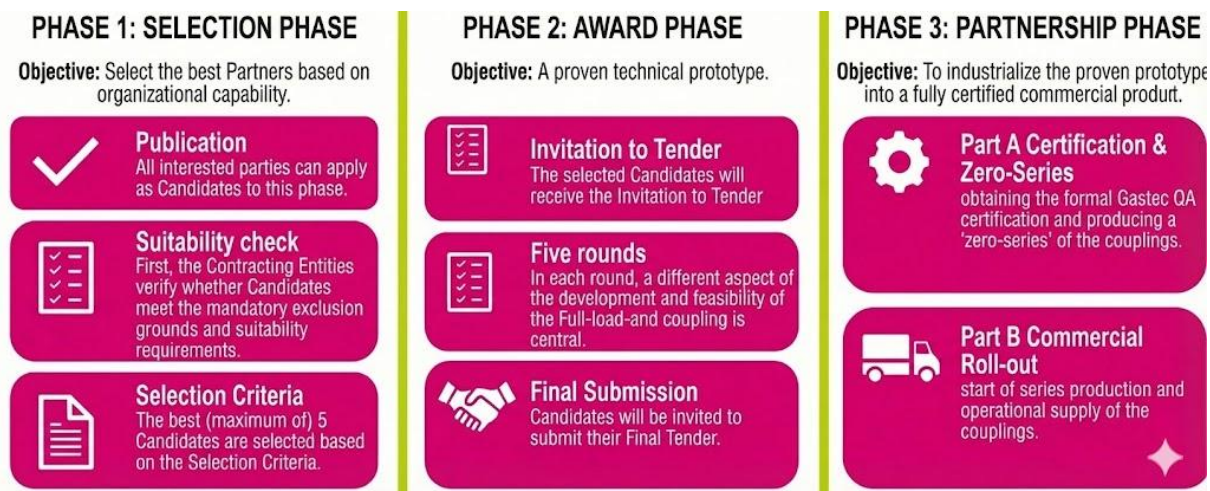 PHASE 1: SELECTION PHASE
Objective: Select the best Partners based on
organizational capability.
Publication
All interested parties can apply
as Candidates to this phase.
Suitability check
First, the Contracting Entities
verify whether Candidates
meet the mandatory exclusion
grounds and suitability
requirements.
Selection Criteria
The best (maximum of) 5
Candidates are selected based
on the Selection Criteria.
PHASE 2: AWARD PHASE
Objective: A proven technical prototype.
Invitation to Tender
The selected Candidates will
receive the Invitation to Tender
Five rounds
In each round, a different aspect of
the development and feasibility of
the Full-load-and coupling is
central.
Final Submission
Candidates will be invited to
submit their Final Tender.
PHASE 3: PARTNERSHIP PHASE
Objective: To industrialize the proven prototype
into a fully certified commercial produt.
Part A Certification &
Zero-Series
obtaining the formal Gastec QA
certification and producing a
'zero-series' of the couplings.
Part B Commercial
Roll-out
start of series production and
operational supply of the
couplings.